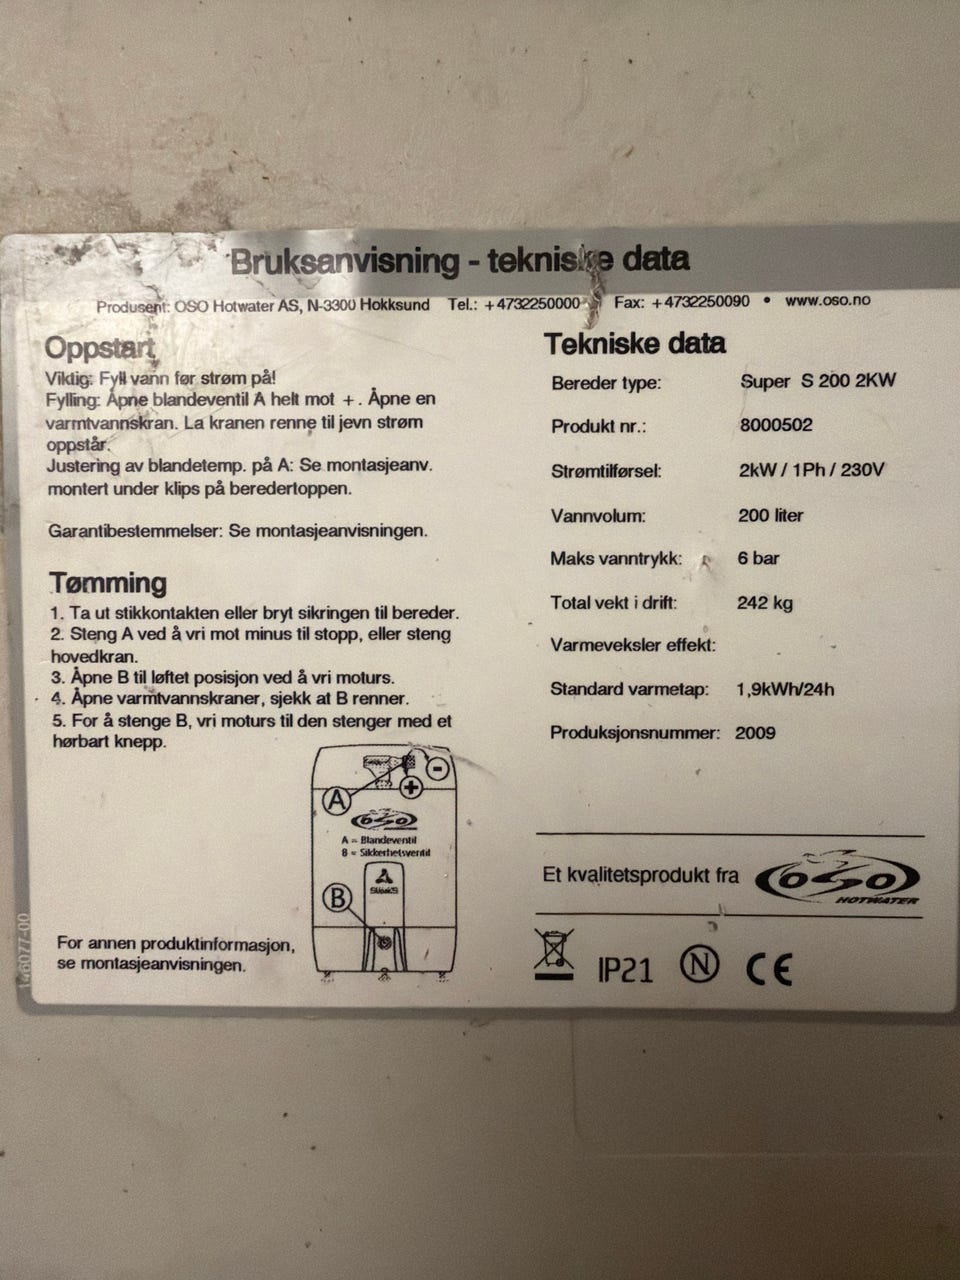 Bruksanvisning - tekniske data
Produsent: OSO Hotwater AS, N-3300 Hokksund Tel.: +4732250000 Fax: +4732250090 • www.oso.no
Oppstart
Viktig: Fyll vann før strøm på!
Fylling: Åpne blandeventil A helt mot +. Åpne en
varmtvannskran. La kranen renne til jevn strøm
oppstår.
Justering av blandetemp. på A: Se montasjeanv.
montert under klips på beredertoppen.
Garantibestemmelser: Se montasjeanvisningen.
Tømming
1. Ta ut stikkontakten eller bryt sikringen til bereder.
2. Steng A ved å vri mot minus til stopp, eller steng
hovedkran.
3. Åpne B til løftet posisjon ved å vri moturs.
4. Åpne varmtvannskraner, sjekk at B renner.
5. For å stenge B, vri moturs til den stenger med et
hørbart knepp.
A
+
-
OSO
A = Blandeventil
B = Sikkerhetsventil
B
For annen produktinformasjon,
se montasjeanvisningen.
146077-00
Tekniske data
Bereder type: Super S 200 2KW
Produkt nr.: 8000502
Strømtilførsel: 2kW / 1Ph / 230V
Vannvolum: 200 liter
Maks vanntrykk: 6 bar
Total vekt i drift: 242 kg
Varmeveksler effekt:
Standard varmetap: 1,9kWh/24h
Produksjonsnummer: 2009
Et kvalitetsprodukt fra OSO
HOTWATER
IP21 N CE